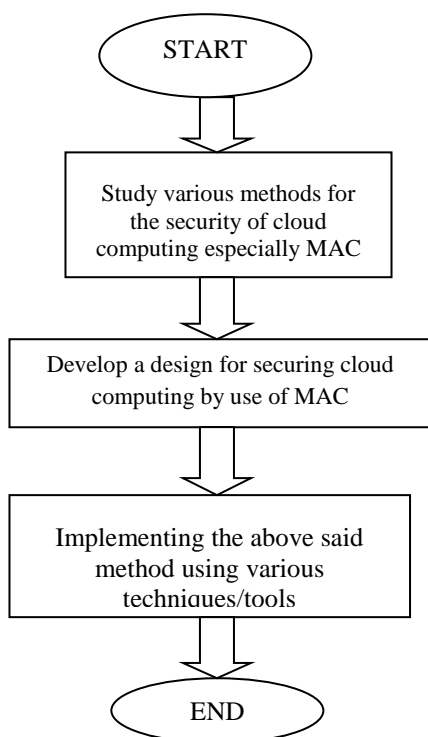 START
Study various methods for
the security of cloud
computing especially MAC
Develop a design for securing cloud
computing by use of MAC
Implementing the above said
method using various
techniques/tools
END